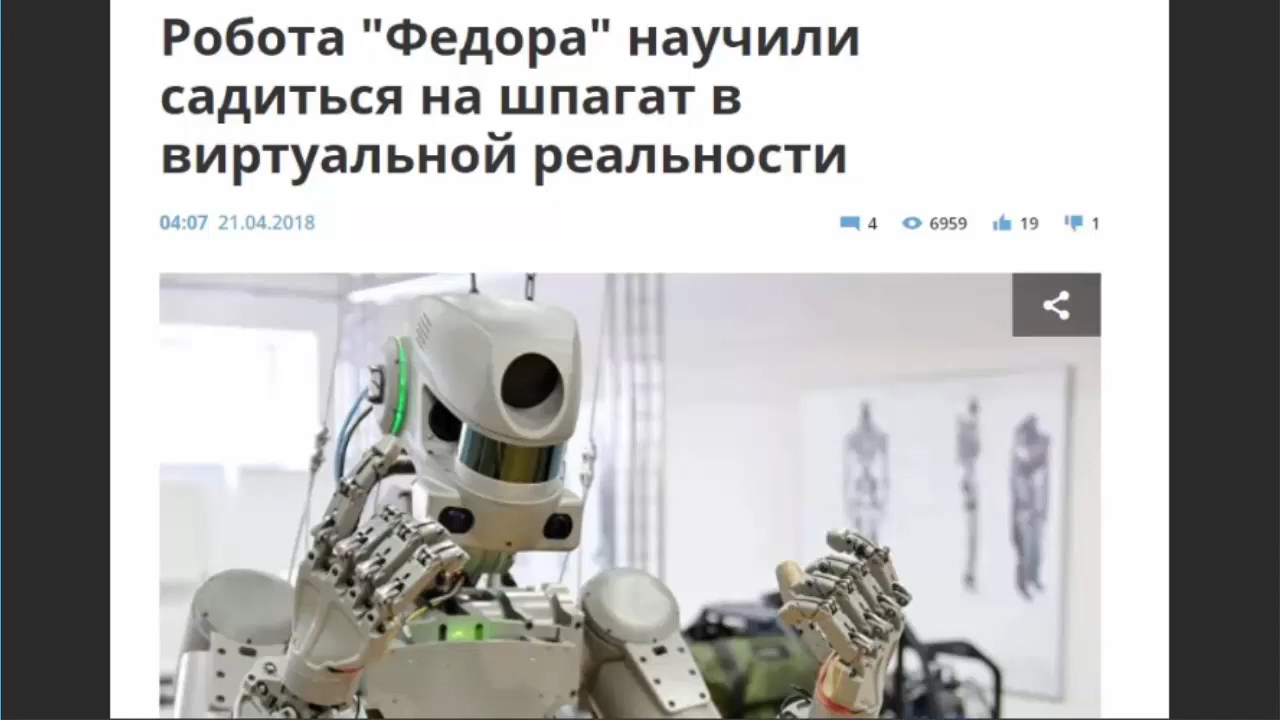 Робота "Федора" научили
садиться на шпагат в
виртуальной реальности
04:07 21.04.2018 4 6959 19 1